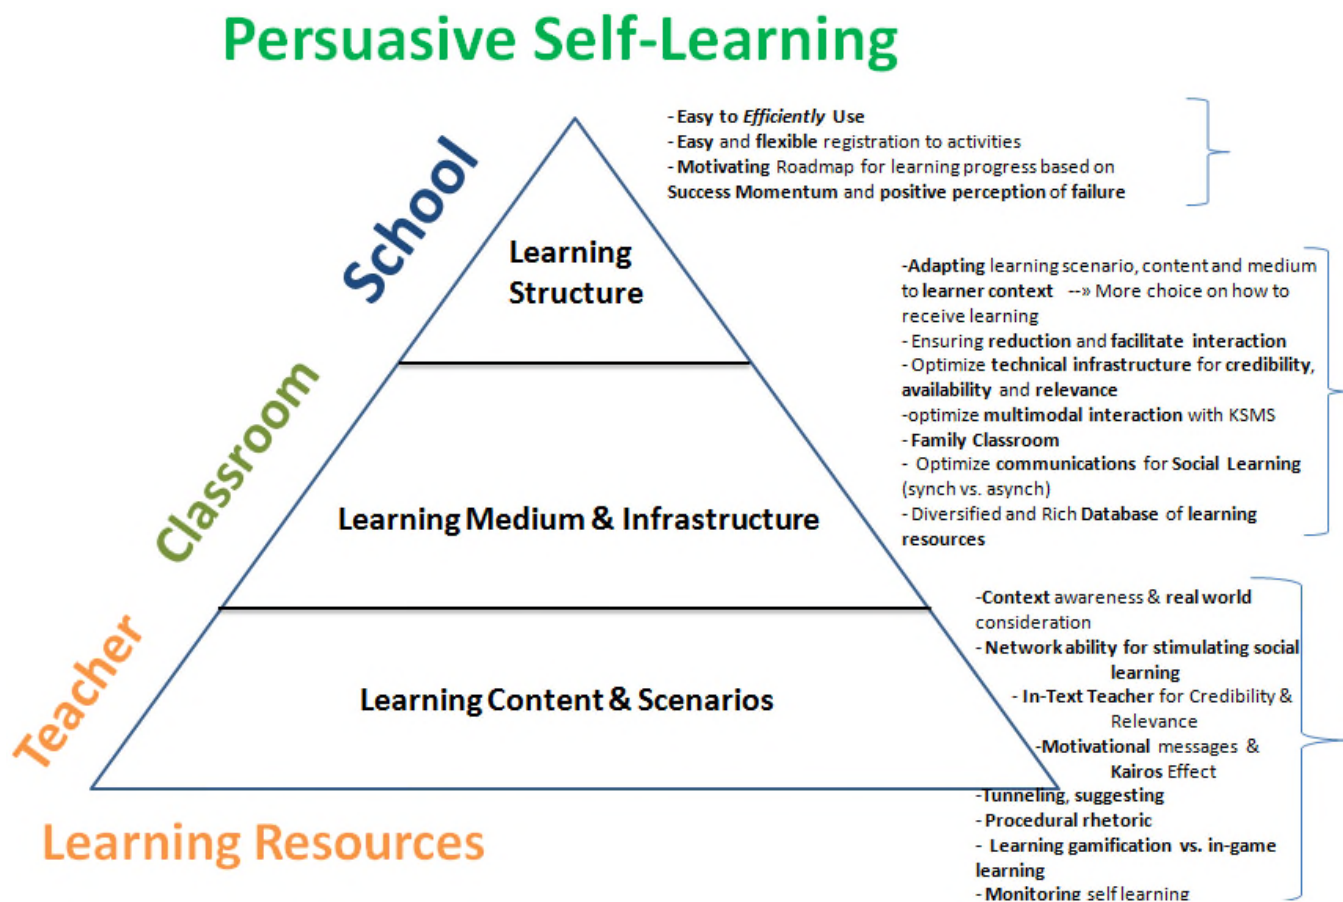 Persuasive Self-Learning
School
- Easy to Efficiently Use
- Easy and flexible registration to activities
- Motivating Roadmap for learning progress based on
Success Momentum and positive perception of failure
Learning
Structure
-Adapting learning scenario, content and medium
to learner context --» More choice on how to
receive learning
- Ensuring reduction and facilitate interaction
- Optimize technical infrastructure for credibility,
availability and relevance
-optimize multimodal interaction with KSMS
- Family Classroom
- Optimize communications for Social Learning
(synch vs. asynch)
- Diversified and Rich Database of learning
resources
Classroom
Learning Medium & Infrastructure
-Context awareness & real world
consideration
- Network ability for stimulating social
learning
- In-Text Teacher for Credibility &
Relevance
-Motivational messages &
Kairos Effect
-Tunneling, suggesting
- Procedural rhetoric
- Learning gamification vs. in-game
learning
- Monitoring self learning
Teacher
Learning Content & Scenarios
Learning Resources